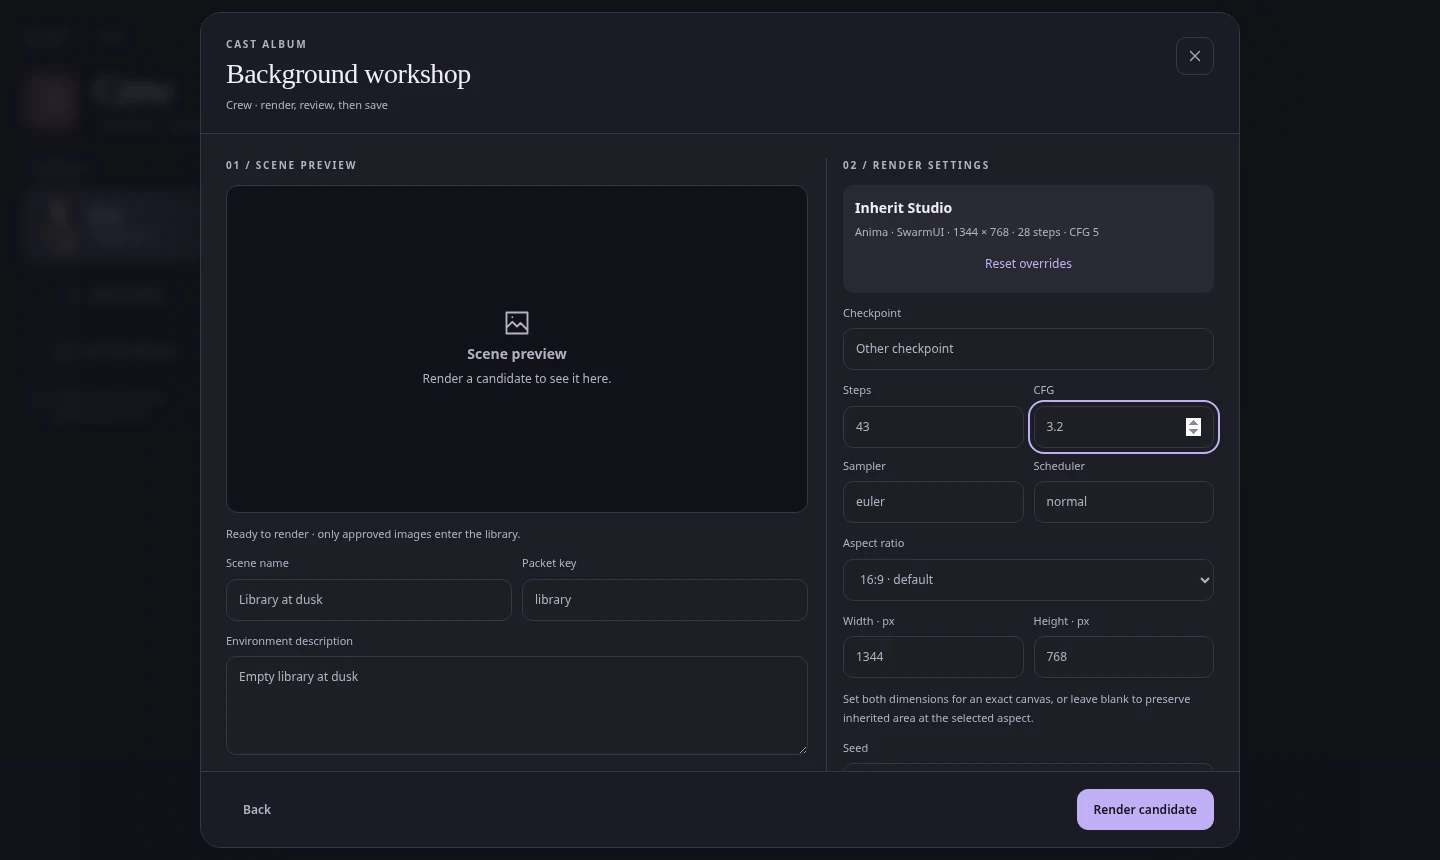 CAST ALBUM
Background workshop
Crew · render, review, then save
01 / SCENE PREVIEW
Scene preview
Render a candidate to see it here.
Ready to render · only approved images enter the library.
Scene name
Packet key
Library at dusk
library
Environment description
Empty library at dusk
02 / RENDER SETTINGS
Inherit Studio
Anima · SwarmUI · 1344 × 768 · 28 steps · CFG 5
Reset overrides
Checkpoint
Other checkpoint
Steps
CFG
43
3.2
Sampler
Scheduler
euler
normal
Aspect ratio
16:9 · default
Width · px
Height · px
1344
768
Set both dimensions for an exact canvas, or leave blank to preserve
inherited area at the selected aspect.
Seed
Back
Render candidate